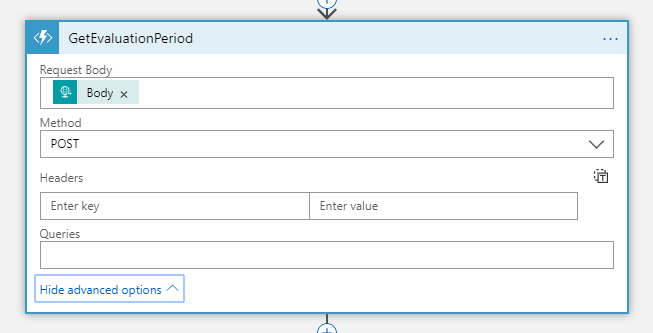 GetEvaluationPeriod
Request Body
Body
Method
POST
Headers
Enter key Enter value
Queries
Hide advanced options